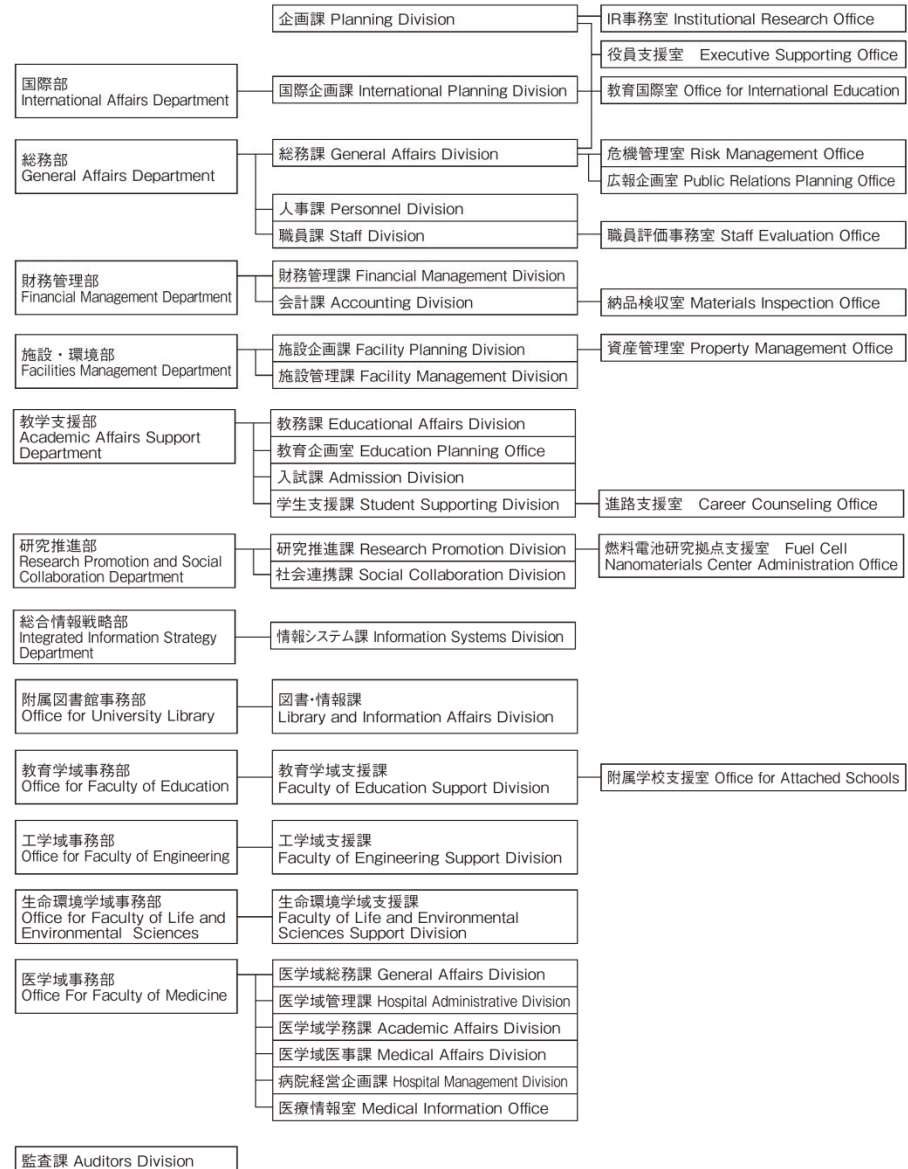 企画課 Planning Division
IR事務室 Institutional Research Office
役員支援室　Executive Supporting Office
国際部
International Affairs Department
国際企画課 International Planning Division
教育国際室 Office for International Education
総務部
General Affairs Department
総務課 General Affairs Division
危機管理室 Risk Management Office
広報企画室 Public Relations Planning Office
人事課 Personnel Division
職員課 Staff Division
職員評価事務室 Staff Evaluation Office
財務管理部
Financial Management Department
財務管理課 Financial Management Division
会計課 Accounting Division
納品検収室 Materials Inspection Office
施設・環境部
Facilities Management Department
施設企画課 Facility Planning Division
資産管理室 Property Management Office
施設管理課 Facility Management Division
教学支援部
Academic Affairs Support
Department
教務課 Educational Affairs Division
教育企画室 Education Planning Office
入試課 Admission Division
学生支援課 Student Supporting Division
進路支援室　Career Counseling Office
研究推進部
Research Promotion and Social
Collaboration Department
研究推進課 Research Promotion Division
燃料電池研究拠点支援室　Fuel Cell
Nanomaterials Center Administration Office
社会連携課 Social Collaboration Division
総合情報戦略部
Integrated Information Strategy
Department
情報システム課 Information Systems Division
附属図書館事務部
Office for University Library
図書・情報課
Library and Information Affairs Division
教育学域事務部
Office for Faculty of Education
教育学域支援課
Faculty of Education Support Division
附属学校支援室 Office for Attached Schools
工学域事務部
Office for Faculty of Engineering
工学域支援課
Faculty of Engineering Support Division
生命環境学域事務部
Office for Faculty of Life and
Environmental Sciences
生命環境学域支援課
Faculty of Life and Environmental
Sciences Support Division
医学域事務部
Office For Faculty of Medicine
医学域総務課 General Affairs Division
医学域管理課 Hospital Administrative Division
医学域学務課 Academic Affairs Division
医学域医事課 Medical Affairs Division
病院経営企画課 Hospital Management Division
医療情報室 Medical Information Office
監査課 Auditors Division